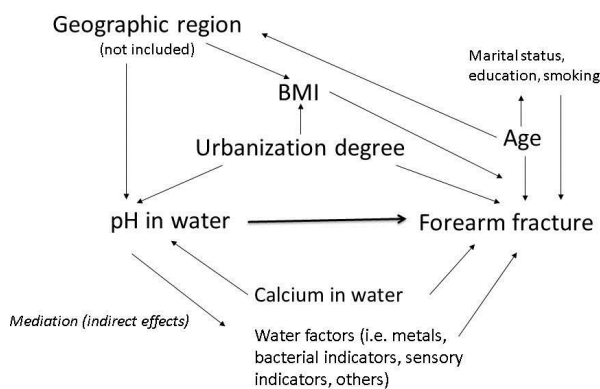 Geographic region
(not included)
Marital status,
education, smoking
BMI
Age
Urbanization degree
pH in water
Forearm fracture
Calcium in water
Mediation (indirect effects)
Water factors (i.e. metals,
bacterial indicators, sensory
indicators, others)